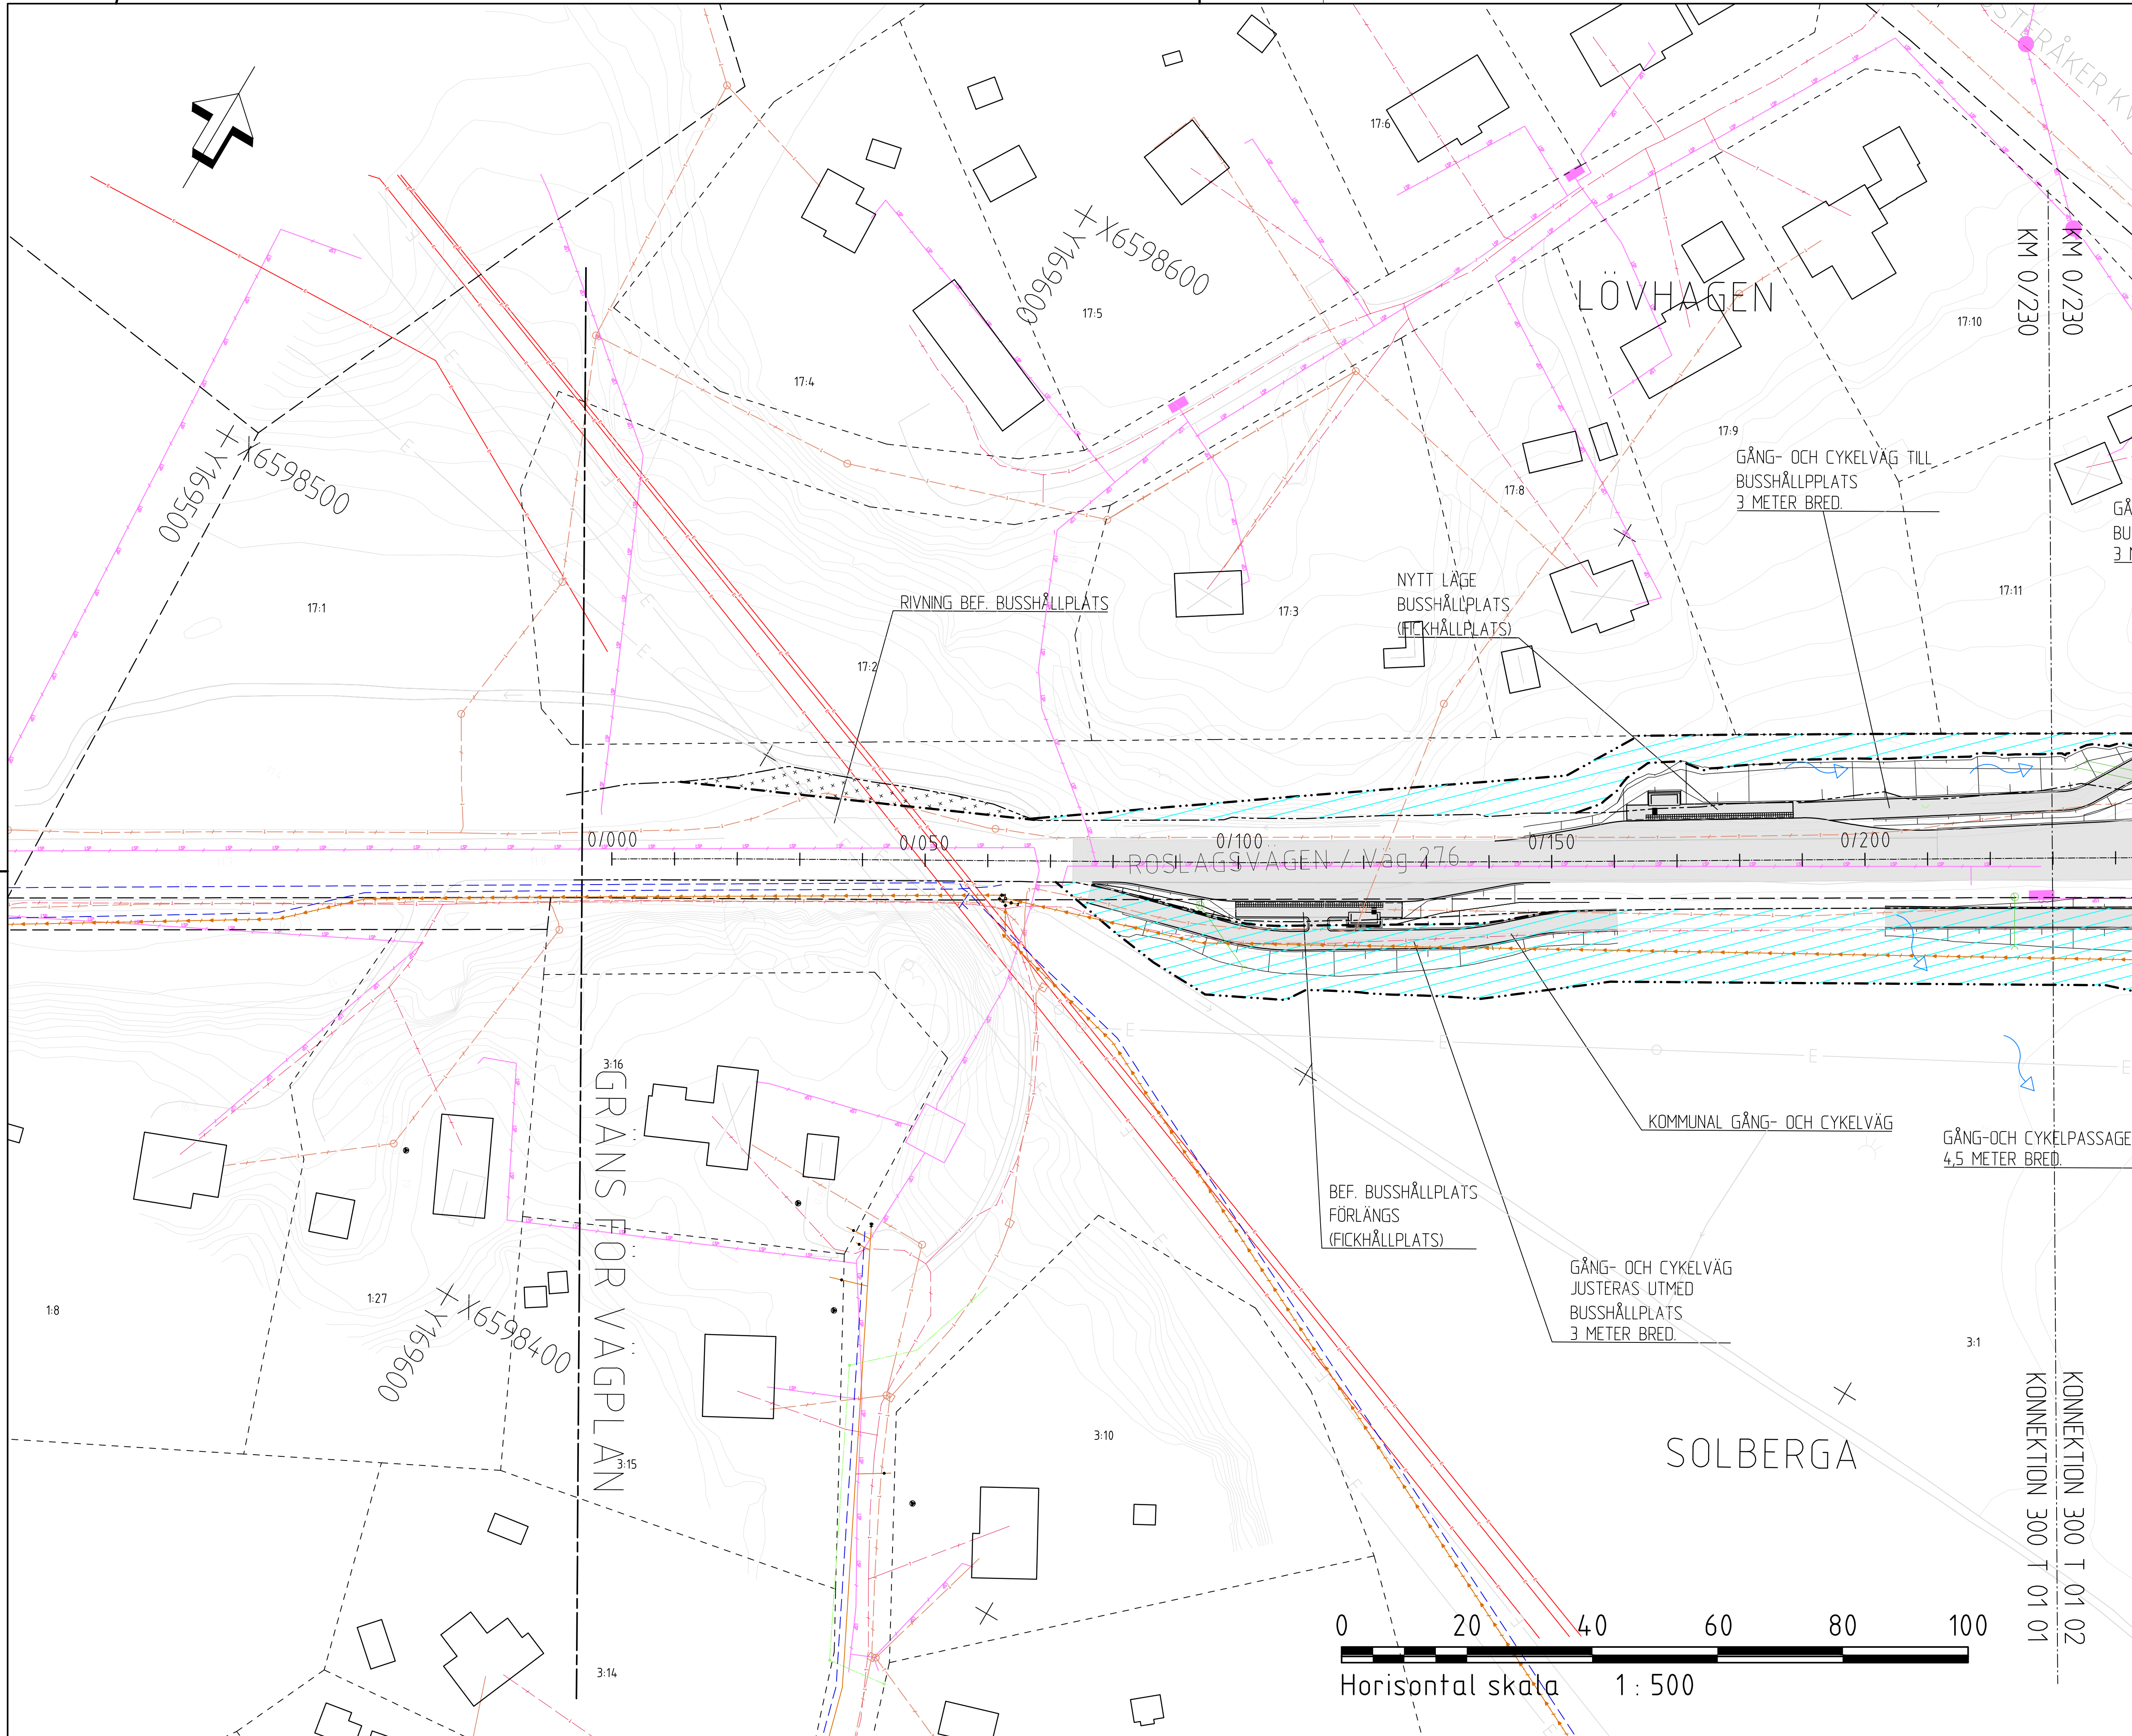 ÖSTERÅKER
17:6
X6598600
Y169600
17:5
LÖVHAGEN
KM 0/230
KM 0/230
17:10
17:4
17:9
X6598500
Y169500
17:8
GÅNG- OCH CYKELVÄG TILL
BUSSHÅLLPPLATS
3 METER BRED.
17:1
RIVNING BEF. BUSSHÅLLPLATS
17:2
17:3
NYTT LÄGE
BUSSHÅLLPLATS
(FICKHÅLLPLATS)
17:11
0/000
0/050
0/100
0/150
0/200
ROSLAGSVÄGEN / Väg 276
3:16
GRÄNS FÖR VÄGPLAN
KOMMUNAL GÅNG- OCH CYKELVÄG
GÅNG-OCH CYKELPASSAGE
4,5 METER BRED.
BEF. BUSSHÅLLPLATS
FÖRLÄNGS
(FICKHÅLLPLATS)
GÅNG- OCH CYKELVÄG
JUSTERAS UTMED
BUSSHÅLLPLATS
3 METER BRED.
1:8
1:27
X6598400
Y169600
3:1
3:10
3:15
SOLBERGA
KONNEKTION 300 T 01 01
KONNEKTION 300 T 01 02
3:14
0 20 40 60 80 100
Horisontal skala 1 : 500